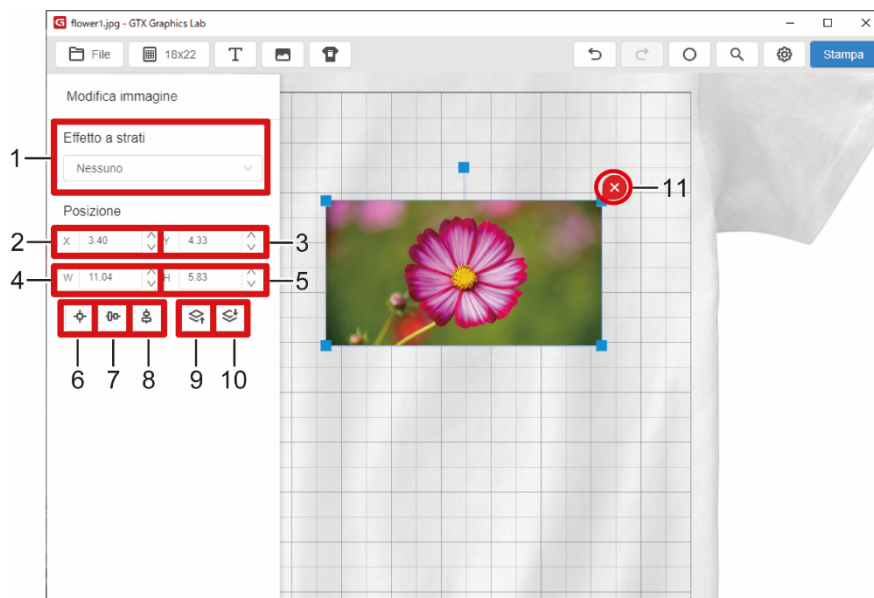 flower1.jpg - GTX Graphics Lab
File 18x22 T Stampa
Modifica immagine
Effetto a strati
1
Nessuno
11
Posizione
2 X 3.40 Y 4.33 3
4 W 11.04 H 5.83 5
6 7 8 9 10